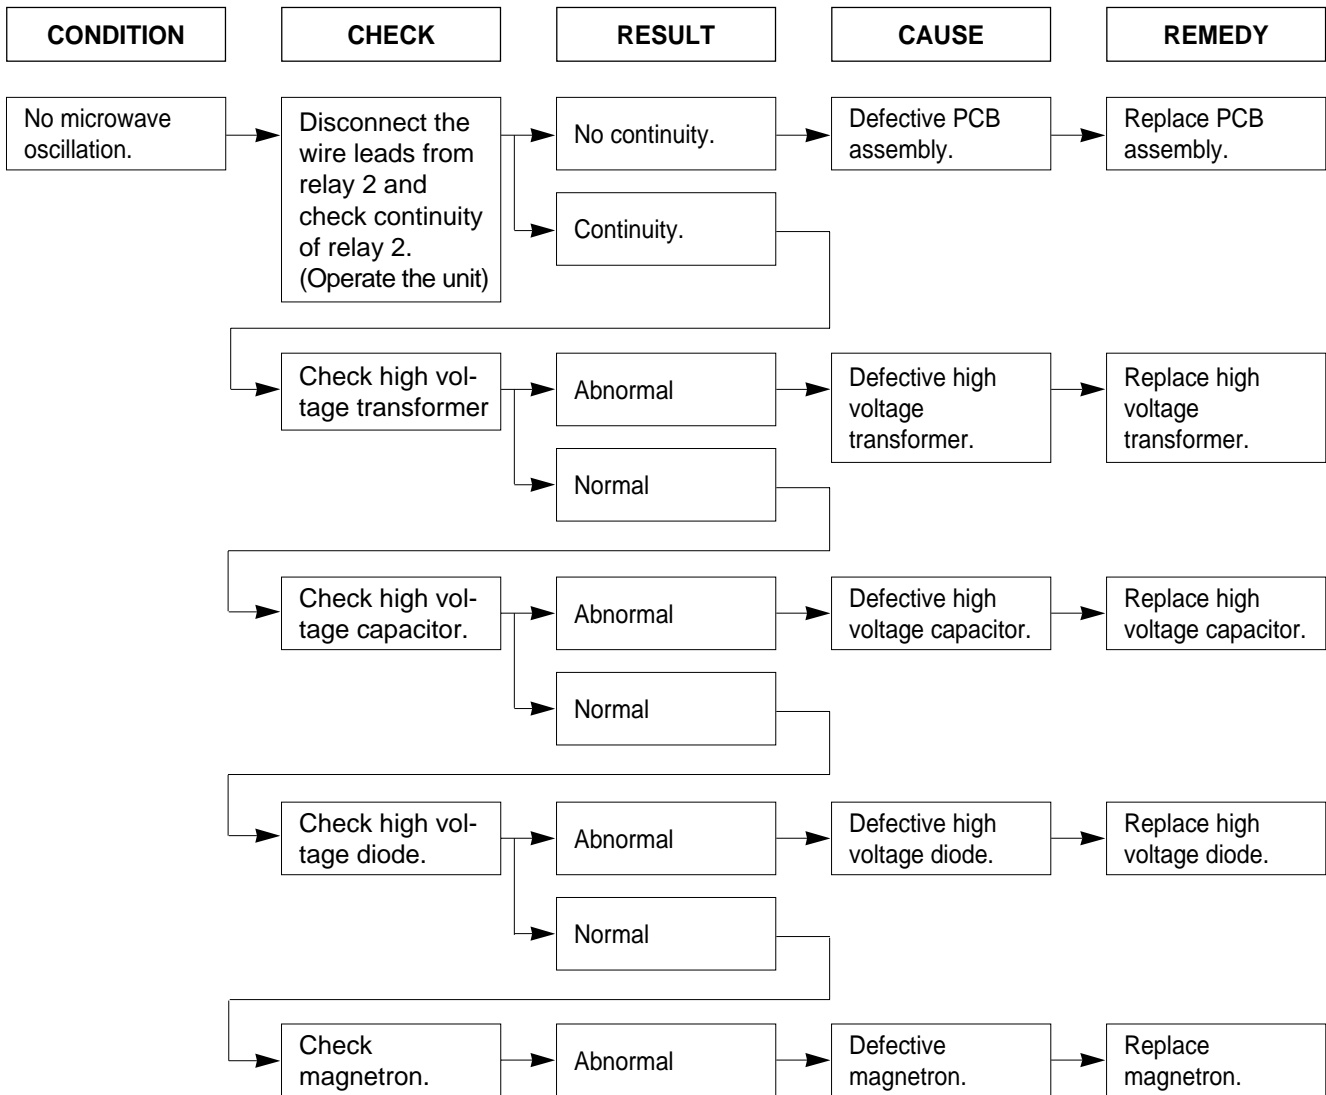 CONDITION
CHECK
RESULT
CAUSE
REMEDY
No microwave
oscillation.
Disconnect the
wire leads from
relay 2 and
check continuity
of relay 2.
(Operate the unit)
No continuity.
Defective PCB
assembly.
Replace PCB
assembly.
Continuity.
Check high vol-
tage transformer
Abnormal
Defective high
voltage
transformer.
Replace high
voltage
transformer.
Normal
Check high vol-
tage capacitor.
Abnormal
Defective high
voltage capacitor.
Replace high
voltage capacitor.
Normal
Check high vol-
tage diode.
Abnormal
Defective high
voltage diode.
Replace high
voltage diode.
Normal
Check
magnetron.
Abnormal
Defective
magnetron.
Replace
magnetron.